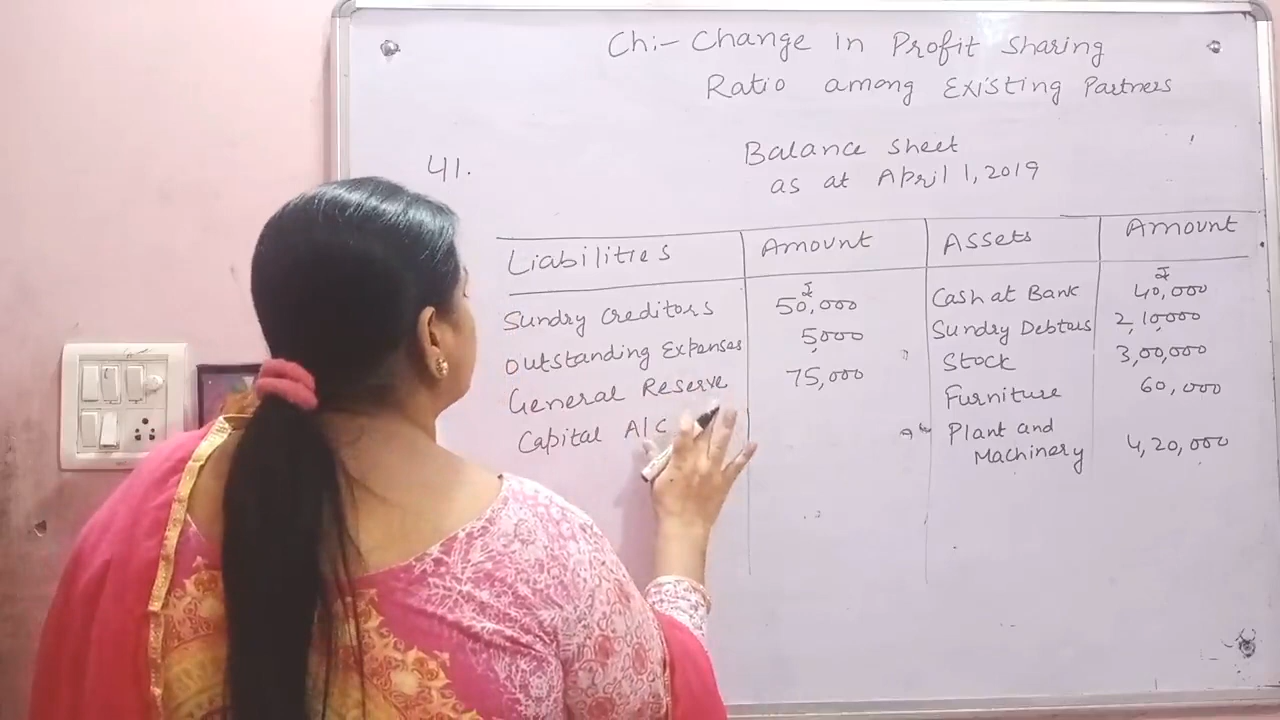 Ch:- Change in Profit Sharing
Ratio among Existing Partners
41.
Balance Sheet
as at April 1, 2019
Liabilities Amount Assets Amount
₹ ₹
Sundry Creditors 50,000 Cash at Bank 40,000
Outstanding Expenses 5000 Sundry Debtors 2,10,000
General Reserve 75,000 Stock 3,00,000
Capital A/C Furniture 60,000
Plant and
Machinery 4,20,000